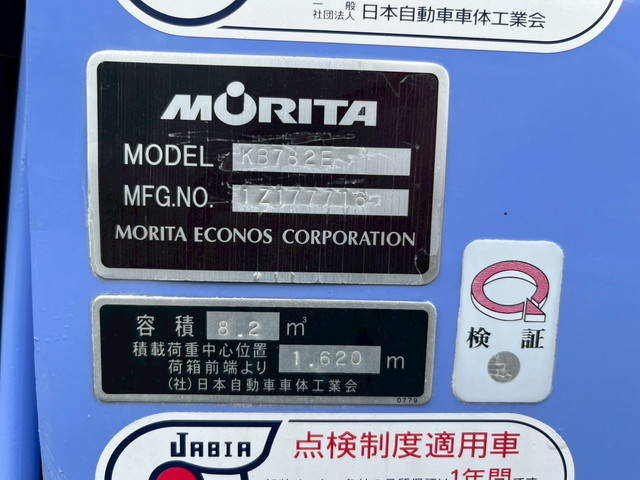 一般
社団法人 日本自動車車体工業会
MORITA
MODEL KB782E
MFG.NO. 1Z177716
MORITA ECONOS CORPORATION
容積 8.2 m³
積載荷重中心位置
荷箱前端より 1.620 m
(社)日本自動車車体工業会
0779
検証
JABIA 点検制度適用車
1年間